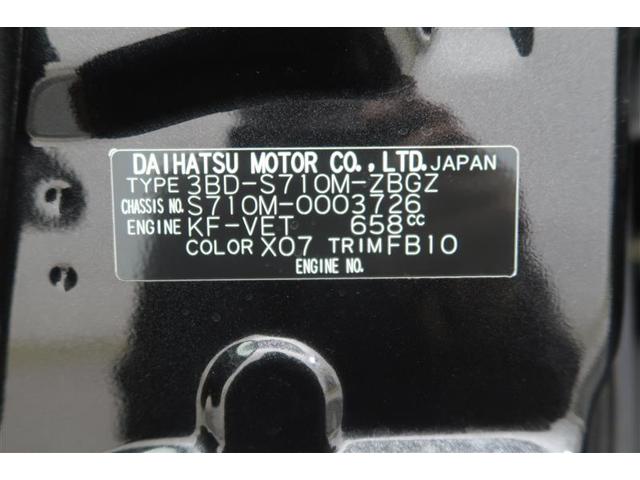 DAIHATSU MOTOR CO.,LTD.JAPAN
TYPE 3BD-S710M-ZBGZ
CHASSIS NO. S710M-0003726
ENGINE KF-VET 658cc
COLOR X07 TRIM FB10
ENGINE NO.